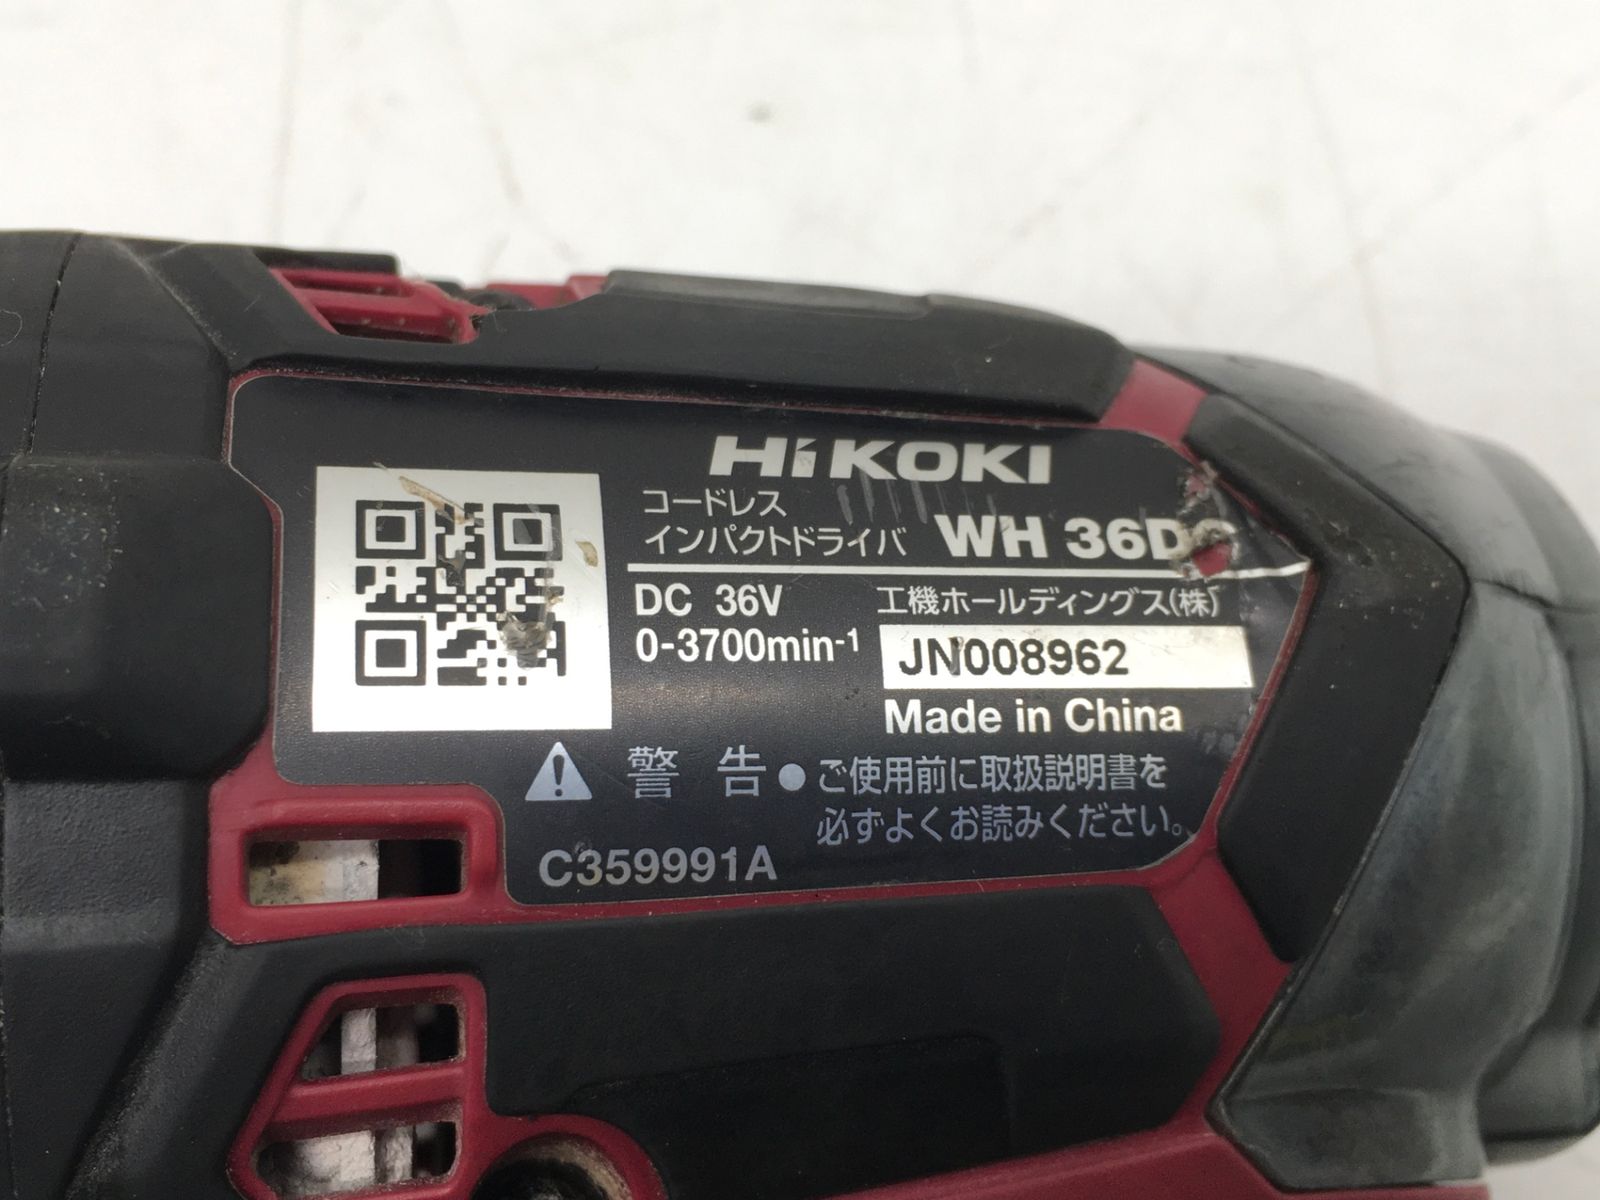 HiKOKI
コードレス
インパクトドライバ WH 36DC
DC 36V
0-3700min-1
工機ホールディングス(株)
JN008962
Made in China
警告 ●ご使用前に取扱説明書を
必ずよくお読みください。
C359991A